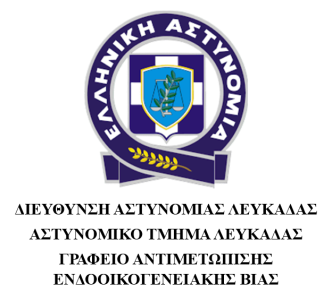 ΕΛΛΗΝΙΚΗ ΑΣΤΥΝΟΜΙΑ
ΔΙΕΥΘΥΝΣΗ ΑΣΤΥΝΟΜΙΑΣ ΛΕΥΚΑΔΑΣ
ΑΣΤΥΝΟΜΙΚΟ ΤΜΗΜΑ ΛΕΥΚΑΔΑΣ
ΓΡΑΦΕΙΟ ΑΝΤΙΜΕΤΩΠΙΣΗΣ
ΕΝΔΟΟΙΚΟΓΕΝΕΙΑΚΗΣ ΒΙΑΣ